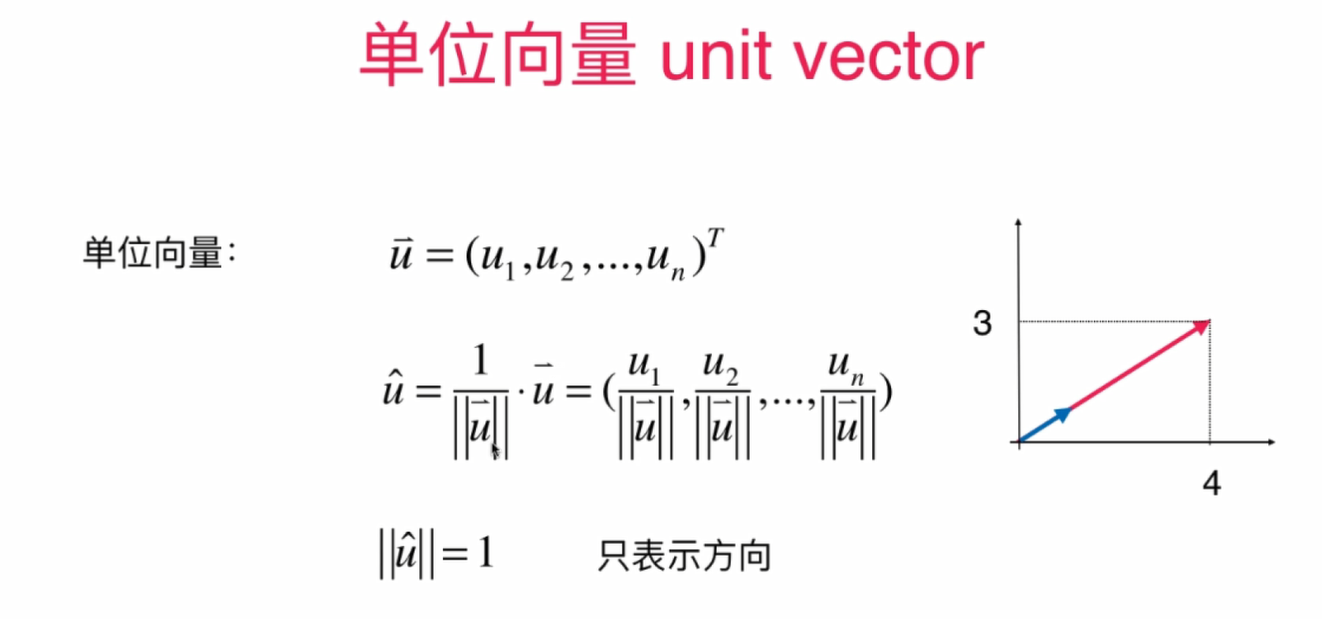 单位向量 unit vector
单位向量: $\vec{u} = (u_1, u_2, ..., u_n)^T$
$\hat{u} = \frac{1}{||\vec{u}||} \cdot \vec{u} = (\frac{u_1}{||\vec{u}||}, \frac{u_2}{||\vec{u}||}, ..., \frac{u_n}{||\vec{u}||})$
3
4
$||\hat{u}|| = 1$ 只表示方向